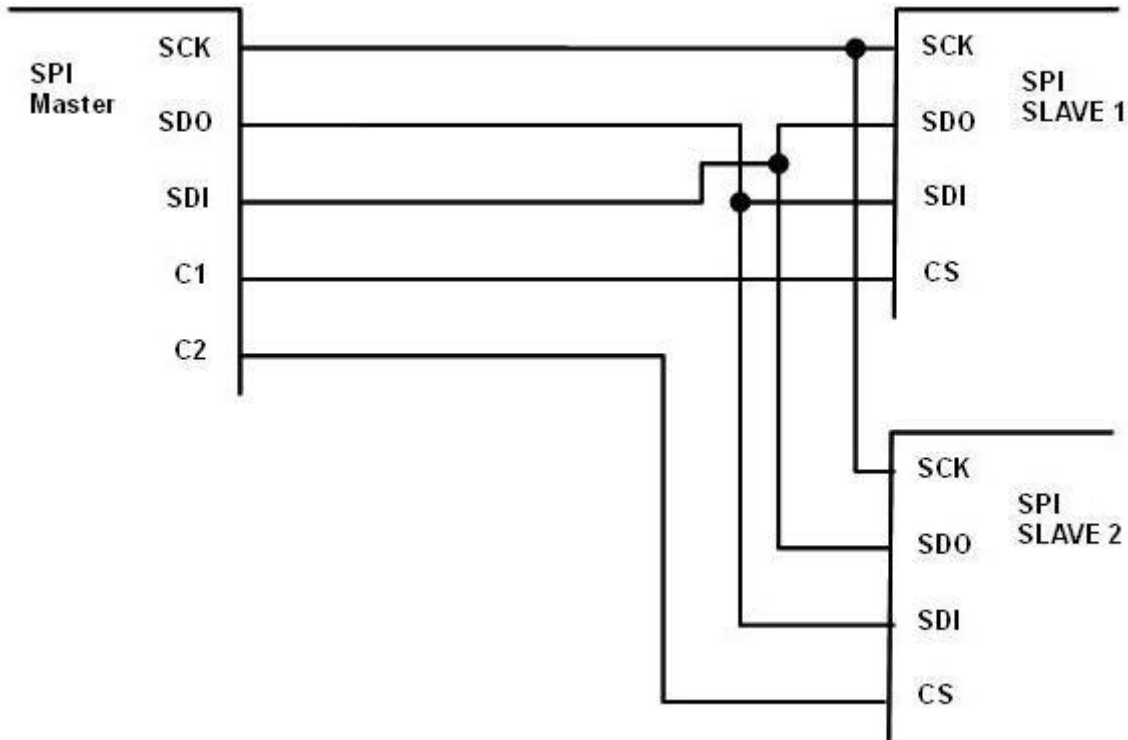 SPI
Master
SCK
SDO
SDI
C1
C2
SCK
SDO
SDI
CS
SPI
SLAVE 1
SCK
SDO
SDI
CS
SPI
SLAVE 2